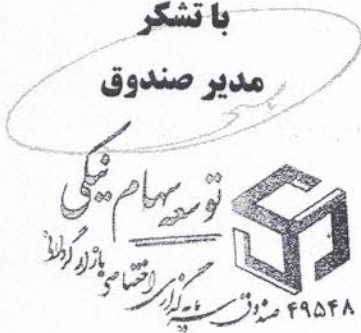 با تشکر
مدیر صندوق
توسعه سهام نیکی
صندوق سرمایه گذاری اختصاصی بازارگردانی
۴۹۵۴۸